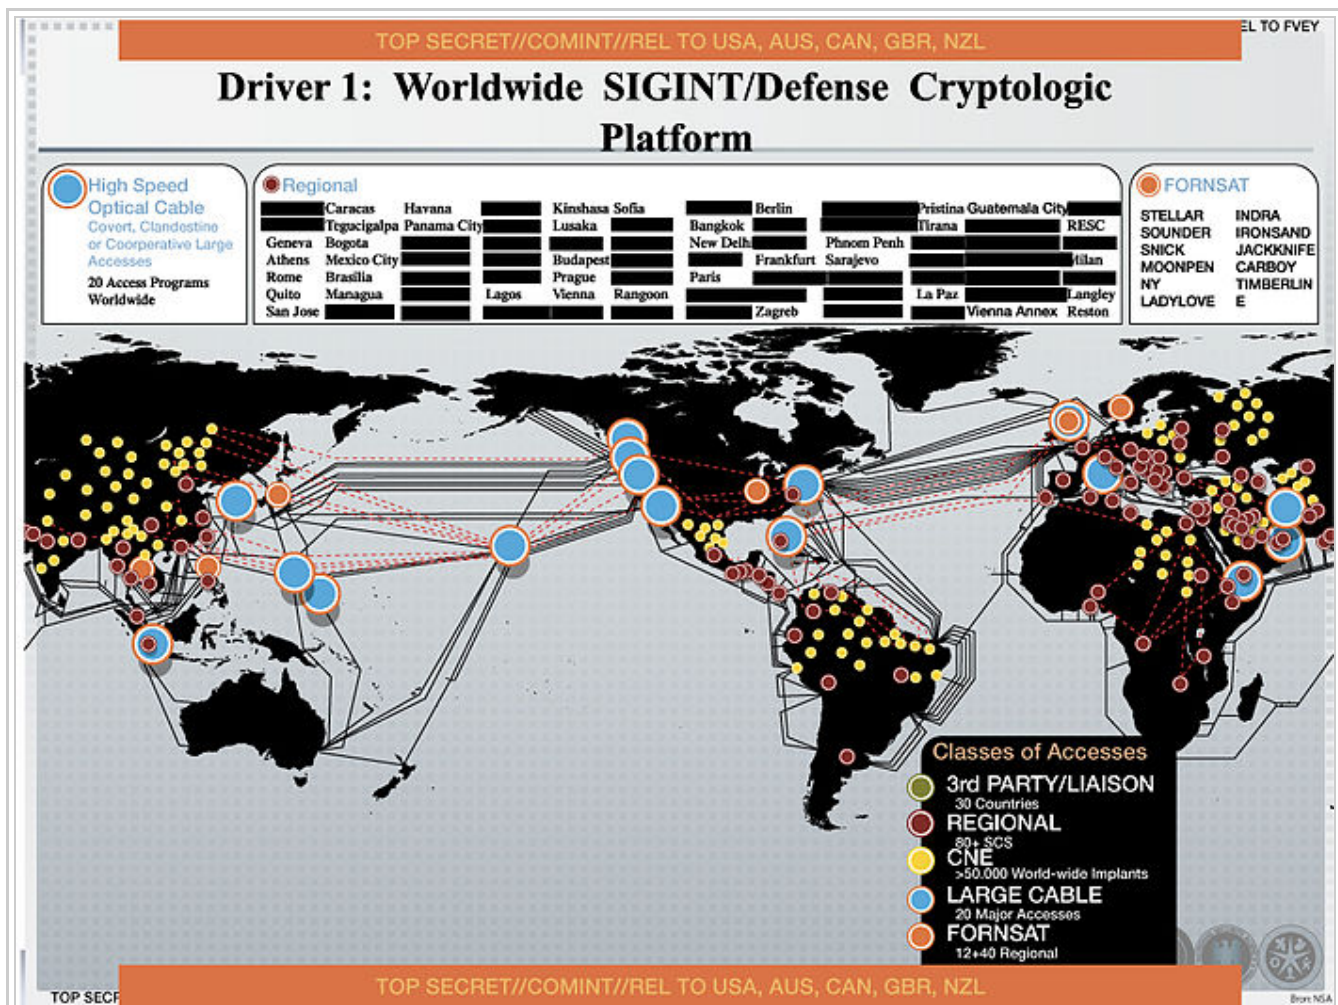 EL TO FVEY
TOP SECRET//COMINT//REL TO USA, AUS, CAN, GBR, NZL
Driver 1: Worldwide SIGINT/Defense Cryptologic
Platform
High Speed
Optical Cable
Covert, Clandestine
or Coorperative Large
Accesses
20 Access Programs
Worldwide
Regional
Caracas Havana Kinshasa Sofia Berlin Pristina Guatemala City
Tegucigalpa Panama City Lusaka Bangkok Tirana RESC
Geneva Bogota New Delh Phnom Penh
Athens Mexico City Budapest Frankfurt Sarajevo Milan
Rome Brasilia Prague Paris
Quito Managua Lagos Vienna Rangoon La Paz Langley
San Jose Zagreb Vienna Annex Reston
FORNSAT
STELLAR INDRA
SOUNDER IRONSAND
SNICK JACKKNIFE
MOONPEN CARBOY
NY TIMBERLIN
LADYLOVE E
Classes of Accesses
3rd PARTY/LIAISON
30 Countries
REGIONAL
80+ SCS
CNE
>50.000 World-wide Implants
LARGE CABLE
20 Major Accesses
FORNSAT
12+40 Regional
TOP SECRET//COMINT//REL TO USA, AUS, CAN, GBR, NZL
TOP SECR
Bron: NSA